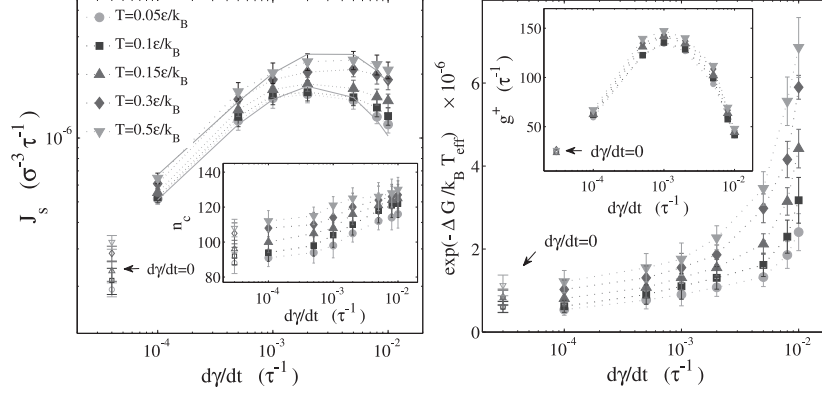 T=0.05ε/k_B
T=0.1ε/k_B
T=0.15ε/k_B
T=0.3ε/k_B
T=0.5ε/k_B
J_s (σ⁻³ τ⁻¹)
10⁻⁶
dγ/dt=0
10⁻⁴ 10⁻³ 10⁻²
dγ/dt (τ⁻¹)
n_c
140
120
100
80
10⁻⁴ 10⁻³ 10⁻²
dγ/dt (τ⁻¹)
exp(-ΔG/k_B T_eff) × 10⁻⁶
8
6
4
2
0
dγ/dt=0
10⁻⁴ 10⁻³ 10⁻²
dγ/dt (τ⁻¹)
g⁺ (τ⁻¹)
150
100
50
dγ/dt=0
10⁻⁴ 10⁻³ 10⁻²
dγ/dt (τ⁻¹)